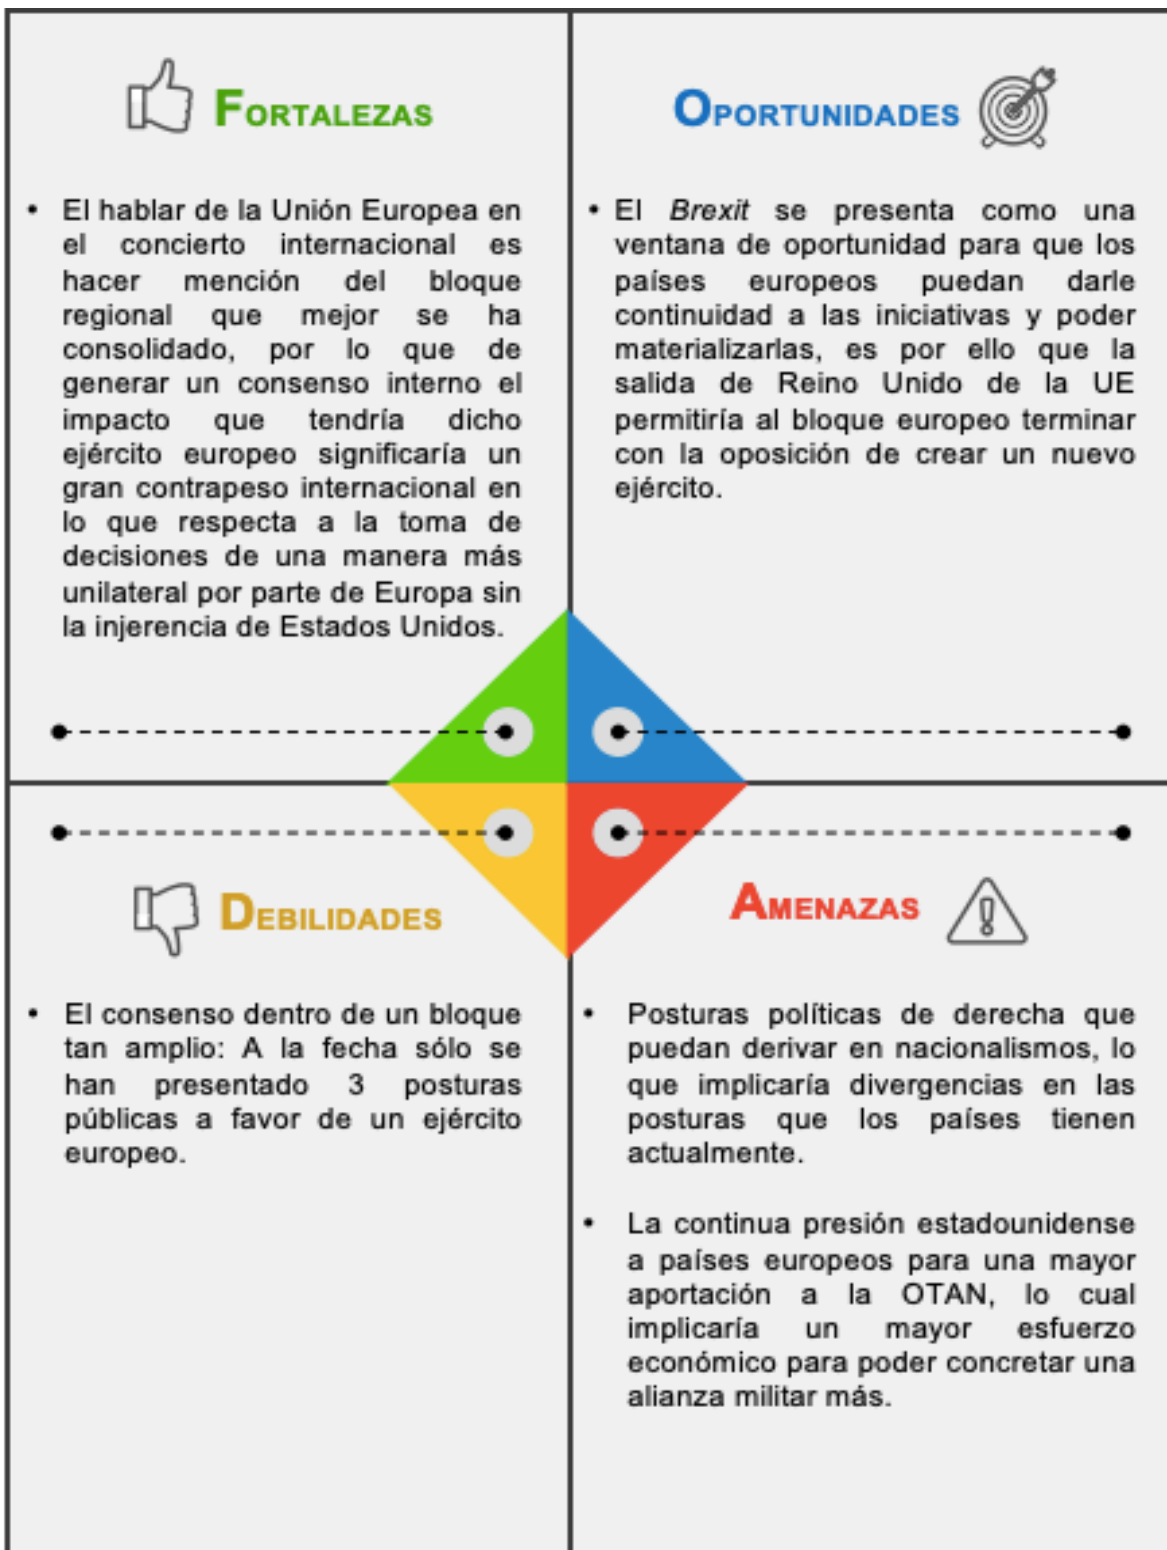 FORTALEZAS
• El hablar de la Unión Europea en
el concierto internacional es
hacer mención del bloque
regional que mejor se ha
consolidado, por lo que de
generar un consenso interno el
impacto que tendría dicho
ejército europeo significaría un
gran contrapeso internacional en
lo que respecta a la toma de
decisiones de una manera más
unilateral por parte de Europa sin
la injerencia de Estados Unidos.
OPORTUNIDADES
• El Brexit se presenta como una
ventana de oportunidad para que los
países europeos puedan darle
continuidad a las iniciativas y poder
materializarlas, es por ello que la
salida de Reino Unido de la UE
permitiría al bloque europeo terminar
con la oposición de crear un nuevo
ejército.
DEBILIDADES
• El consenso dentro de un bloque
tan amplio: A la fecha sólo se
han presentado 3 posturas
públicas a favor de un ejército
europeo.
AMENAZAS
• Posturas políticas de derecha que
puedan derivar en nacionalismos, lo
que implicaría divergencias en las
posturas que los países tienen
actualmente.
• La continua presión estadounidense
a países europeos para una mayor
aportación a la OTAN, lo cual
implicaría un mayor esfuerzo
económico para poder concretar una
alianza militar más.